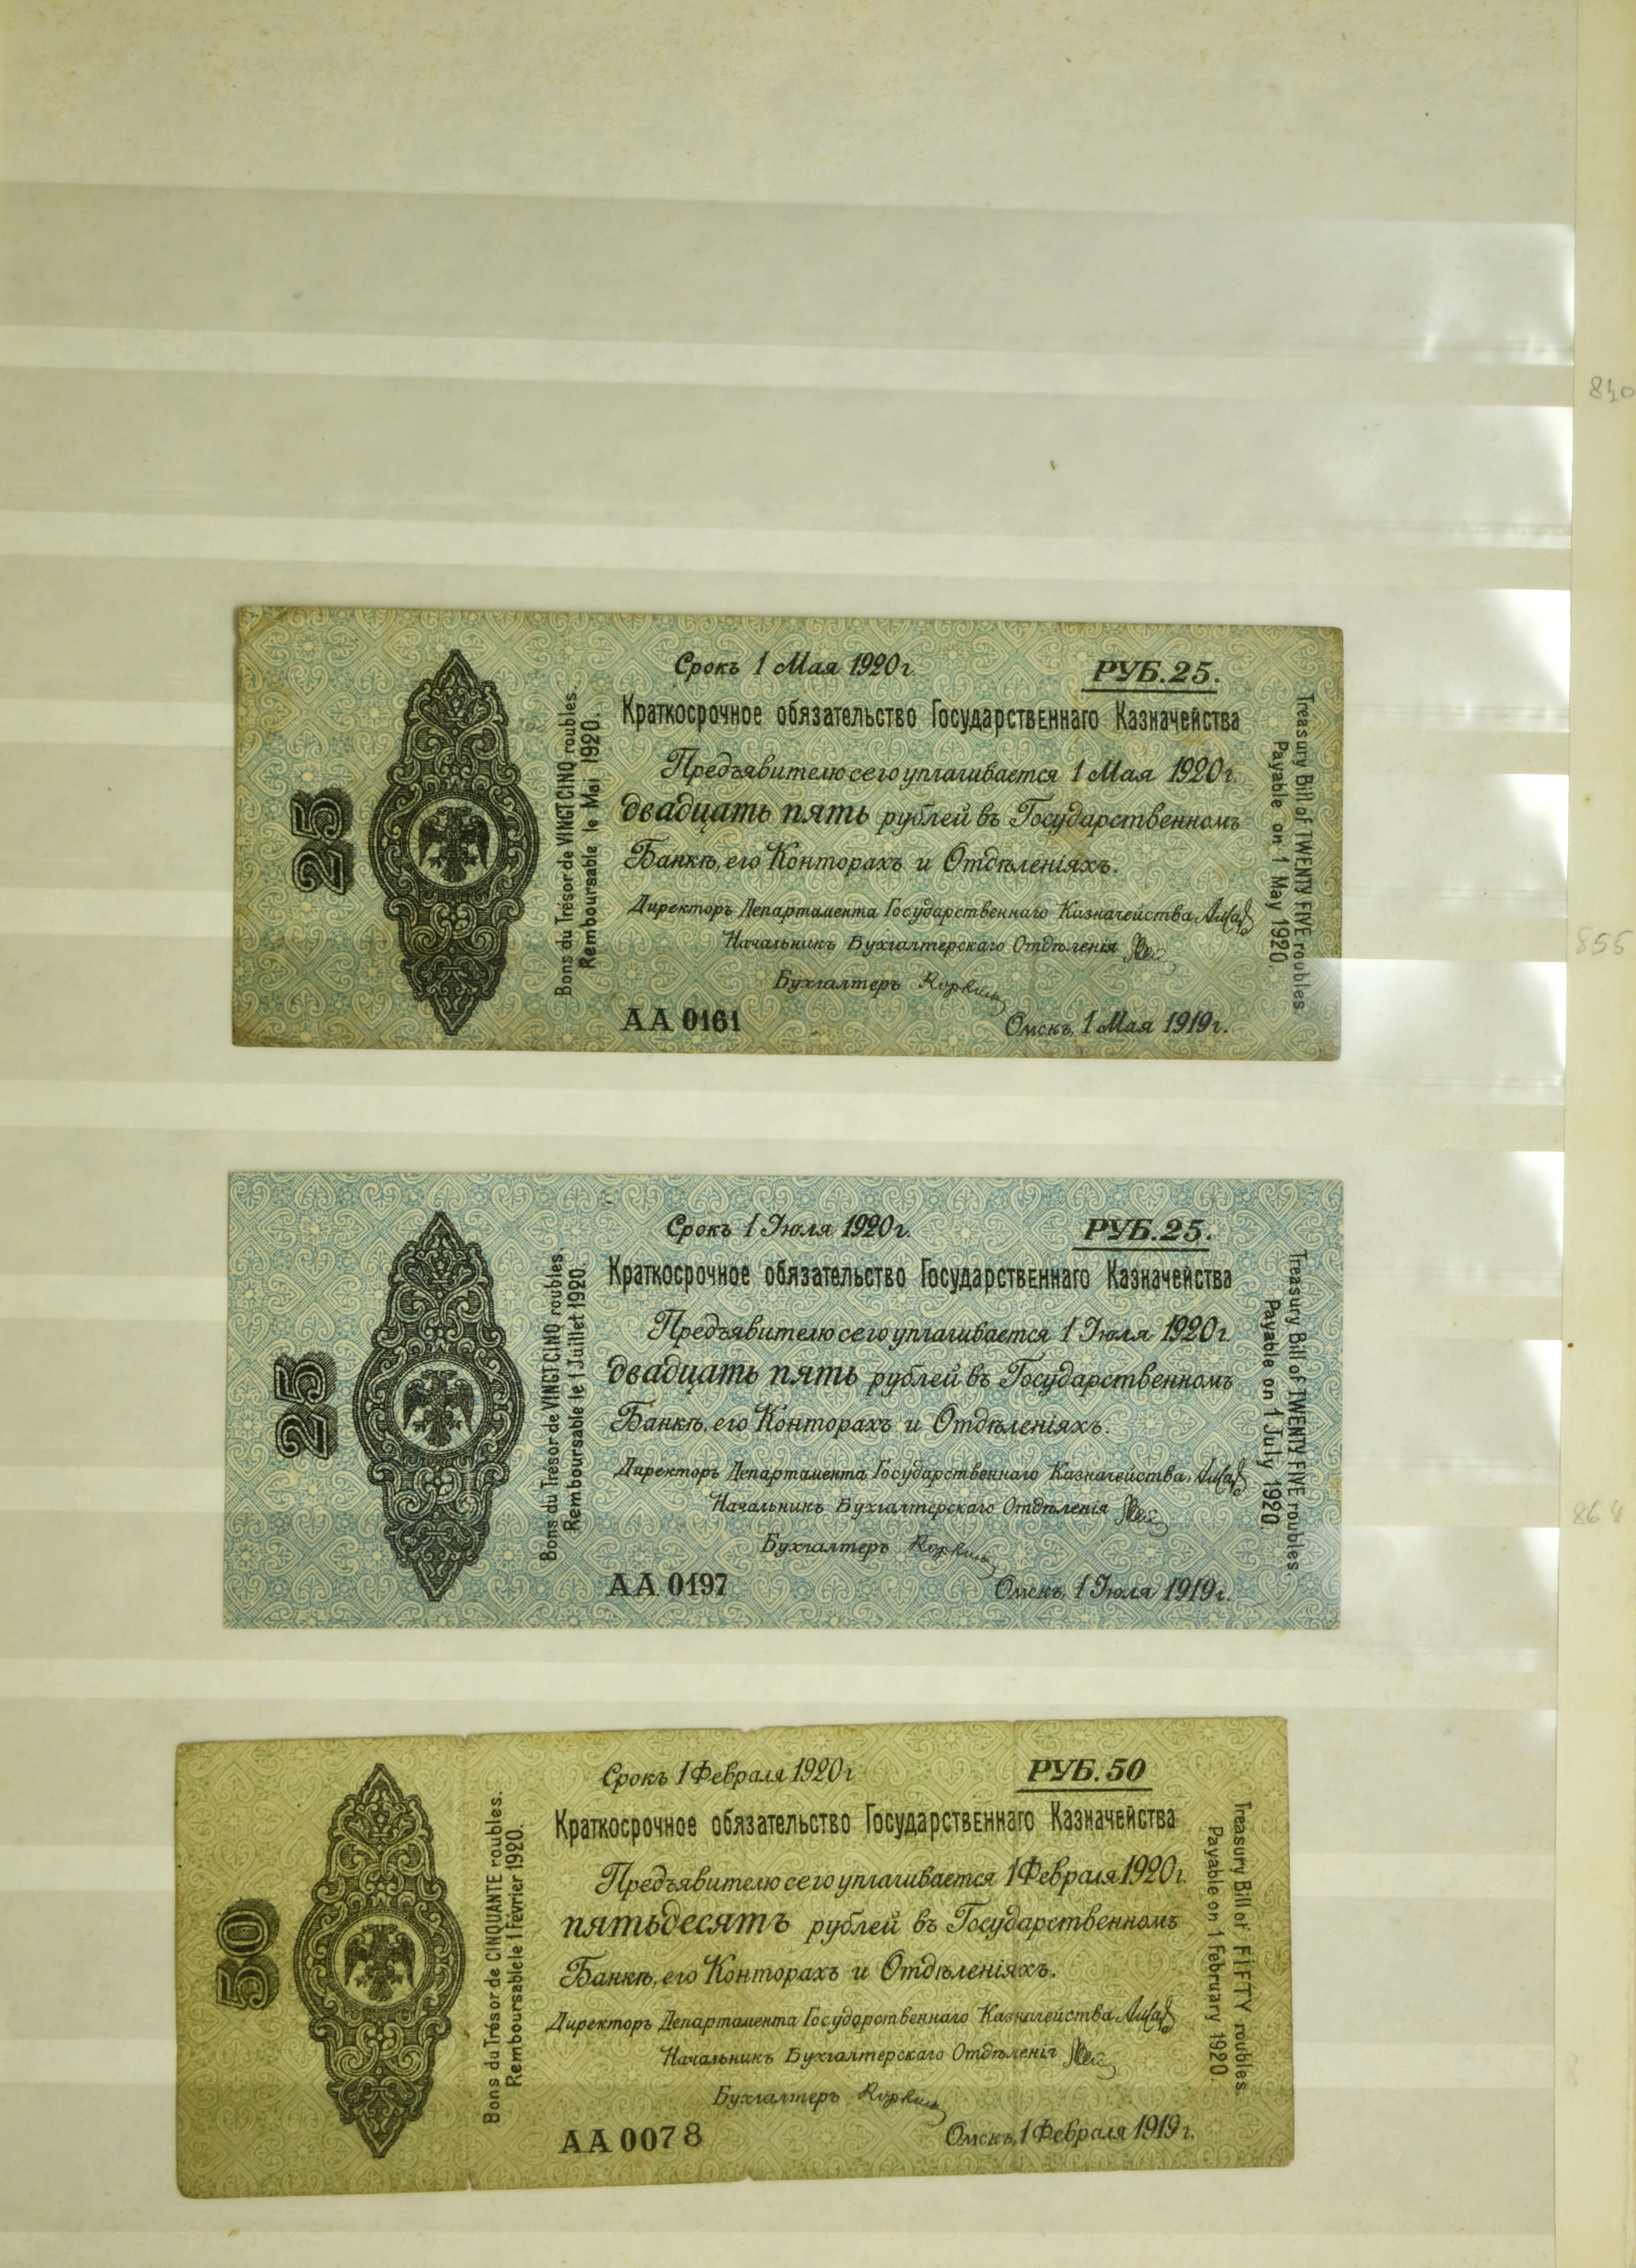 810
25
Bons du Trésor de VINGT CINQ roubles.
Remboursable le 1 Mai 1920.
Срокъ 1 Мая 1920 г.
РУБ. 25.
Краткосрочное обязательство Государственнаго Казначейства
Предъявителю сего уплачивается 1 Мая 1920 г.
двадцать пять рублей въ Государственномъ
Банкѣ, его Конторахъ и Отдѣленіяхъ.
Директоръ Департамента Государственнаго Казначейства
Начальникъ Бухгалтерскаго Отдѣленія
Бухгалтеръ
АА 0161
Омскъ, 1 Мая 1919 г.
Treasury Bill of TWENTY FIVE roubles
Payable on 1 May 1920.
855
25
Bons du Trésor de VINGT CINQ roubles.
Remboursable le 1 Juillet 1920.
Срокъ 1 Июля 1920 г.
РУБ. 25.
Краткосрочное обязательство Государственнаго Казначейства
Предъявителю сего уплачивается 1 Июля 1920 г.
двадцать пять рублей въ Государственномъ
Банкѣ, его Конторахъ и Отдѣленіяхъ.
Директоръ Департамента Государственнаго Казначейства
Начальникъ Бухгалтерскаго Отдѣленія
Бухгалтеръ
АА 0197
Омскъ, 1 Июля 1919 г.
Treasury Bill of TWENTY FIVE roubles
Payable on 1 July 1920.
864
50
Bons du Trésor de CINQUANTE roubles.
Remboursable le 1 Février 1920.
Срокъ 1 Февраля 1920 г
РУБ. 50
Краткосрочное обязательство Государственнаго Казначейства
Предъявителю сего уплачивается 1 Февраля 1920 г.
пятьдесятъ рублей въ Государственномъ
Банкѣ, его Конторахъ и Отдѣленіяхъ.
Директоръ Департамента Государственнаго Казначейства
Начальникъ Бухгалтерскаго Отдѣленія
Бухгалтеръ
АА 0078
Омскъ, 1 Февраля 1919 г.
Treasury Bill of FIFTY roubles
Payable on 1 February 1920